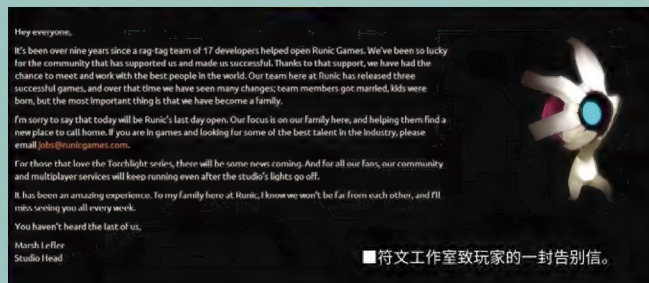 Hey everyone,
It's been over nine years since a rag-tag team of 17 developers helped open Runic Games. We've been so lucky
for the community that has supported us and made us successful. Thanks to that support, we have had the
chance to meet and work with the best people in the world. Our team here at Runic has released three
successful games, and over that time we have seen many changes; team members got married, kids were
born, but the most important thing is that we have become a family.
I'm sorry to say that today will be Runic's last day open. Our focus is on our family here, and helping them find a
new place to call home. If you are in games and looking for some of the best talent in the industry, please
email jobs@runicgames.com.
For those that love the Torchlight series, there will be some news coming. And for all our fans, our community
and multiplayer services will keep running even after the studio's lights go off.
It has been an amazing experience. To my family here at Runic, I know we won't be far from each other, and I'll
miss seeing you all every week.
You haven't heard the last of us,
Marsh Lefler
Studio Head
■符文工作室致玩家的一封告别信。